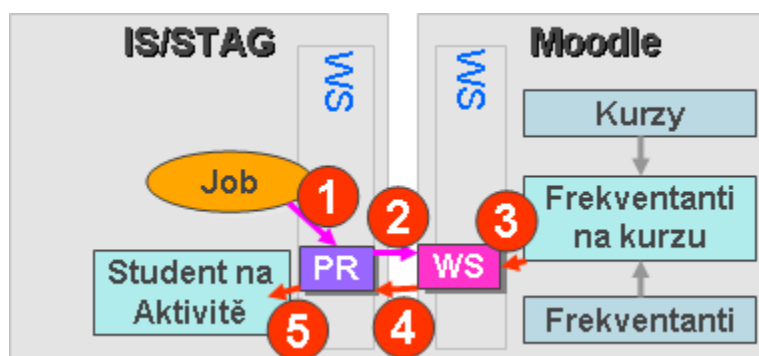 IS/STAG
Moodle
WS
WS
Kurzy
Job
1
2
3
Frekventanti
na kurzu
PR
WS
Student na
Aktivitě
5
4
Frekventanti